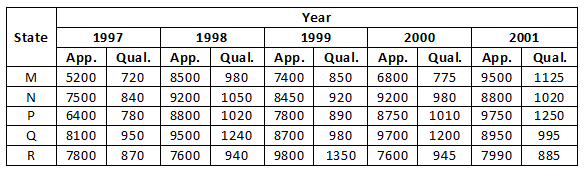 State Year
1997 1998 1999 2000 2001
App. Qual. App. Qual. App. Qual. App. Qual. App. Qual.
M 5200 720 8500 980 7400 850 6800 775 9500 1125
N 7500 840 9200 1050 8450 920 9200 980 8800 1020
P 6400 780 8800 1020 7800 890 8750 1010 9750 1250
Q 8100 950 9500 1240 8700 980 9700 1200 8950 995
R 7800 870 7600 940 9800 1350 7600 945 7990 885